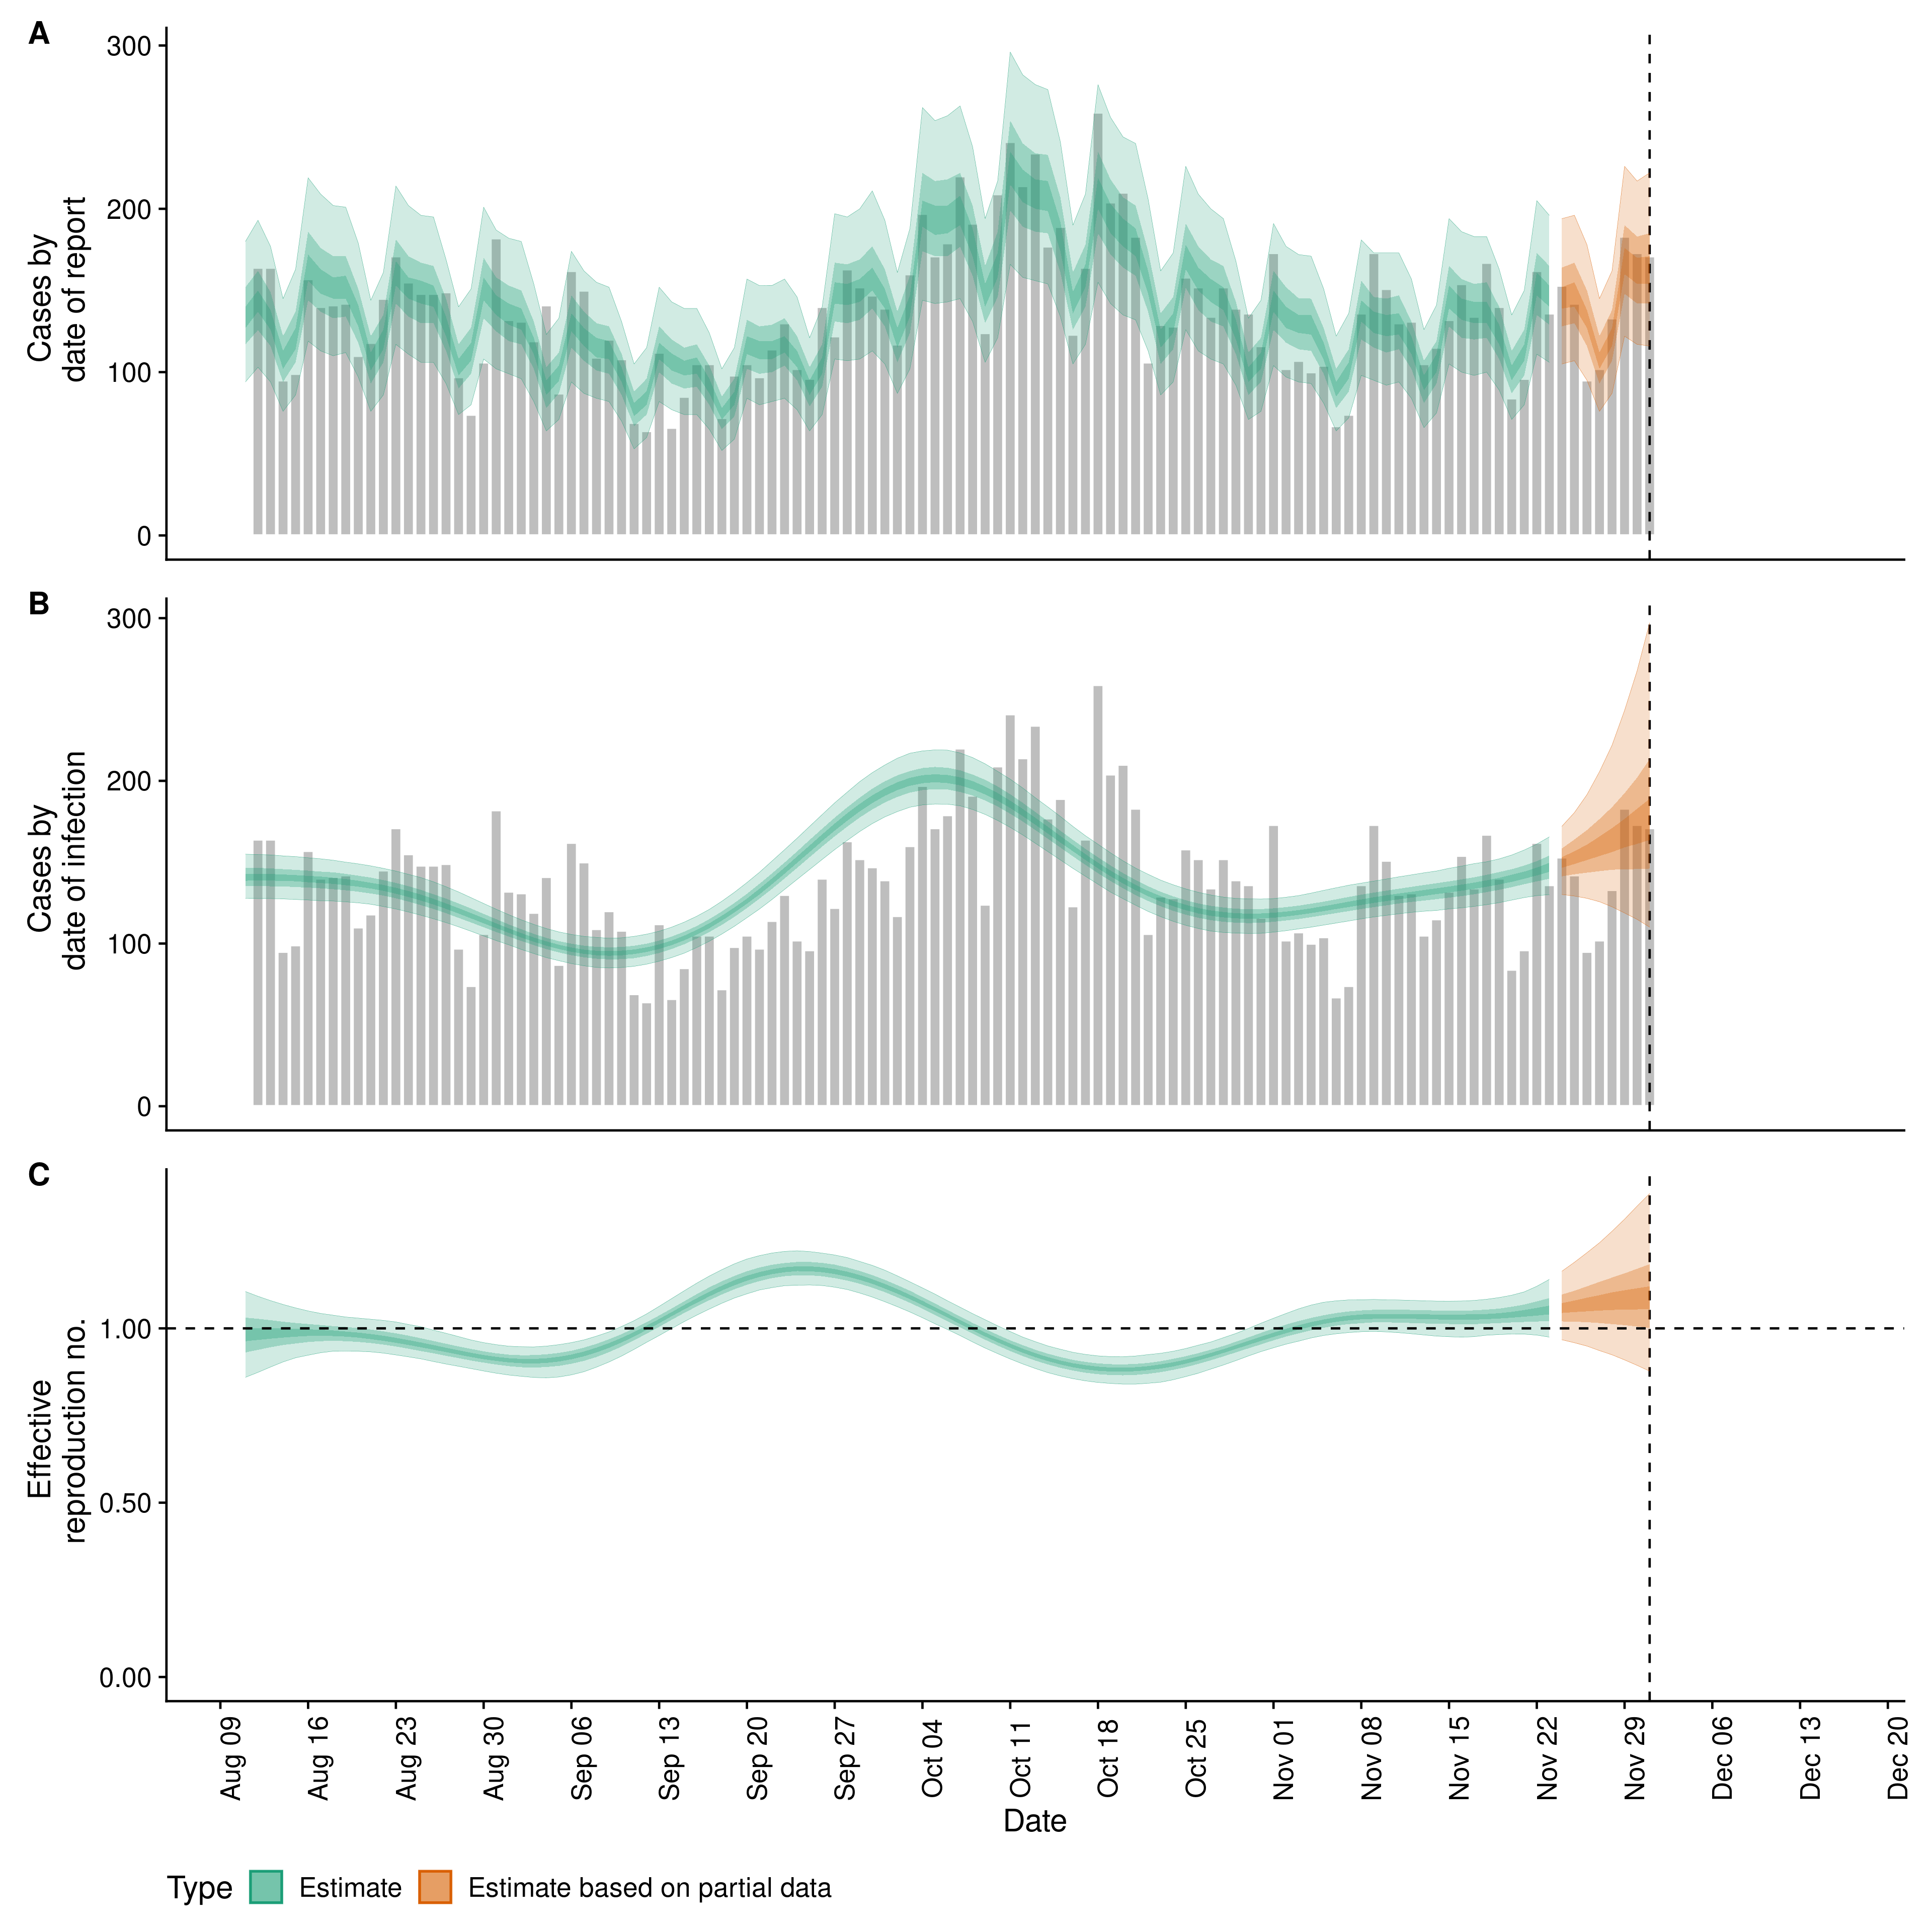 A
300
200
100
0
Cases by
date of report
B
300
200
100
0
Cases by
date of infection
C
1.00
0.50
0.00
Effective
reproduction no.
Aug 09
Aug 16
Aug 23
Aug 30
Sep 06
Sep 13
Sep 20
Sep 27
Oct 04
Oct 11
Oct 18
Oct 25
Nov 01
Nov 08
Nov 15
Nov 22
Nov 29
Dec 06
Dec 13
Dec 20
Date
Type Estimate Estimate based on partial data